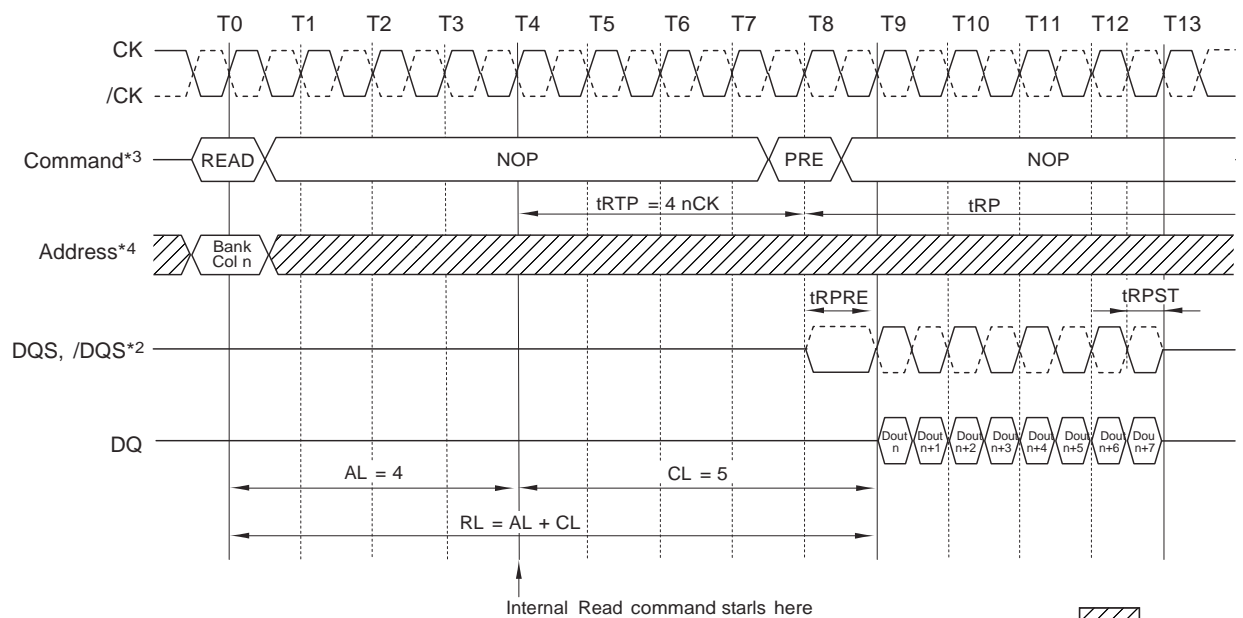 T0 T1 T2 T3 T4 T5 T6 T7 T8 T9 T10 T11 T12 T13
CK
/CK
Command*3 READ NOP PRE NOP
tRTP = 4 nCK tRP
Address*4 Bank Col n
tRPRE tRPST
DQS, /DQS*2
DQ Dout n Dout n+1 Dout n+2 Dout n+3 Dout n+4 Dout n+5 Dout n+6 Dou n+7
AL = 4 CL = 5
RL = AL + CL
Internal Read command starls here